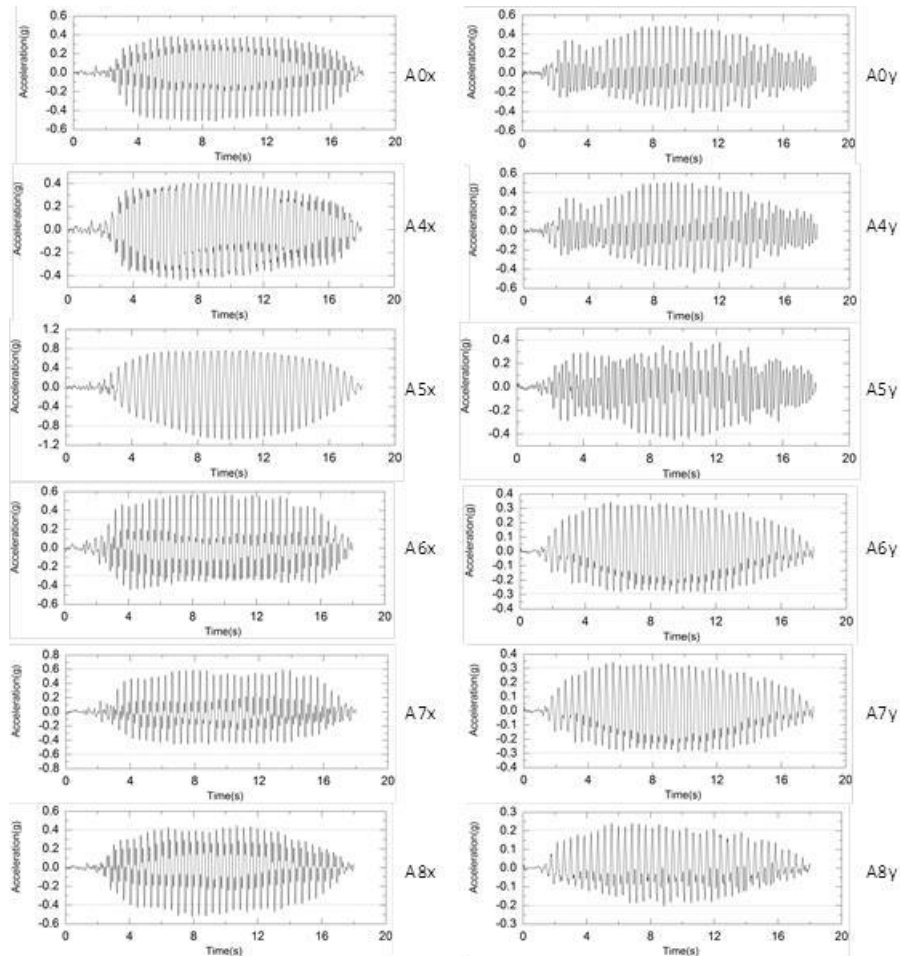 Acceleration(g)
0.6
0.4
0.2
0.0
-0.2
-0.4
-0.6
0 4 8 12 16 20
Time(s)
A0x
Acceleration(g)
0.6
0.4
0.2
0.0
-0.2
-0.4
-0.6
0 4 8 12 16 20
Time(s)
A0y
Acceleration(g)
0.4
0.2
0.0
-0.2
-0.4
0 4 8 12 16 20
Time(s)
A4x
Acceleration(g)
0.6
0.4
0.2
0.0
-0.2
-0.4
-0.6
0 4 8 12 16 20
Time(s)
A4y
Acceleration(g)
1.2
0.8
0.4
0.0
-0.4
-0.8
-1.2
0 4 8 12 16 20
Time(s)
A5x
Acceleration(g)
0.4
0.2
0.0
-0.2
-0.4
0 4 8 12 16 20
Time(s)
A5y
Acceleration(g)
0.6
0.4
0.2
0.0
-0.2
-0.4
-0.6
0 4 8 12 16 20
Time(s)
A6x
Acceleration(g)
0.4
0.3
0.2
0.1
0.0
-0.1
-0.2
-0.3
-0.4
0 4 8 12 16 20
Time(s)
A6y
Acceleration(g)
0.8
0.6
0.4
0.2
0.0
-0.2
-0.4
-0.6
-0.8
0 4 8 12 16 20
Time(s)
A7x
Acceleration(g)
0.4
0.3
0.2
0.1
0.0
-0.1
-0.2
-0.3
-0.4
0 4 8 12 16 20
Time(s)
A7y
Acceleration(g)
0.6
0.4
0.2
0.0
-0.2
-0.4
-0.6
0 4 8 12 16 20
Time(s)
A8x
Acceleration(g)
0.3
0.2
0.1
0.0
-0.1
-0.2
-0.3
0 4 8 12 16 20
Time(s)
A8y